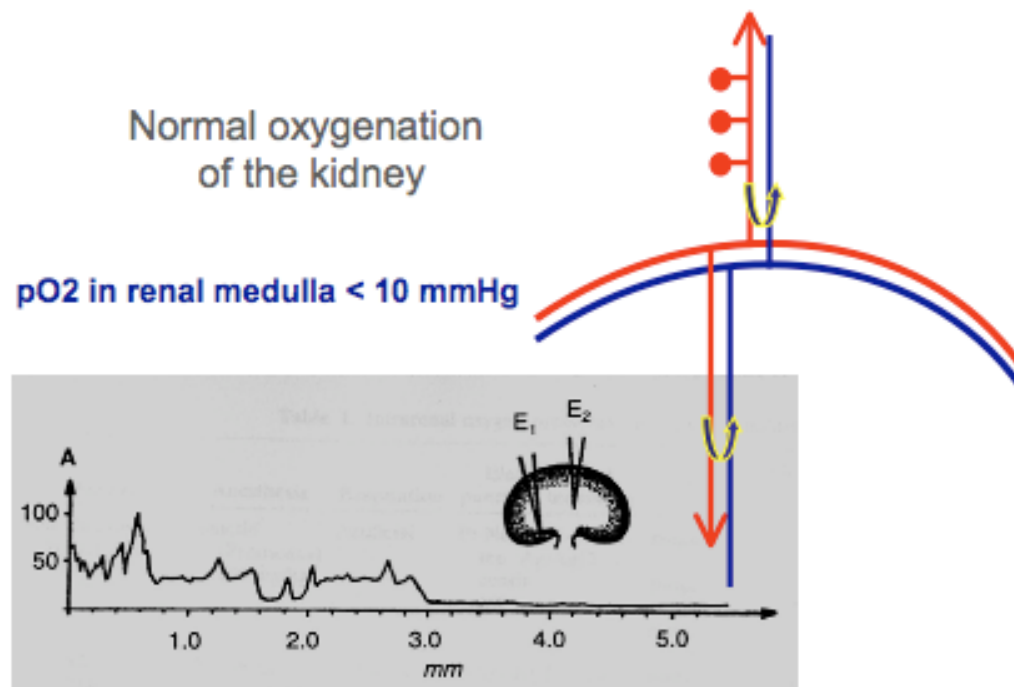 Normal oxygenation
of the kidney
pO2 in renal medulla < 10 mmHg
E1
E2
A
100
50
1.0
2.0
3.0
4.0
5.0
mm